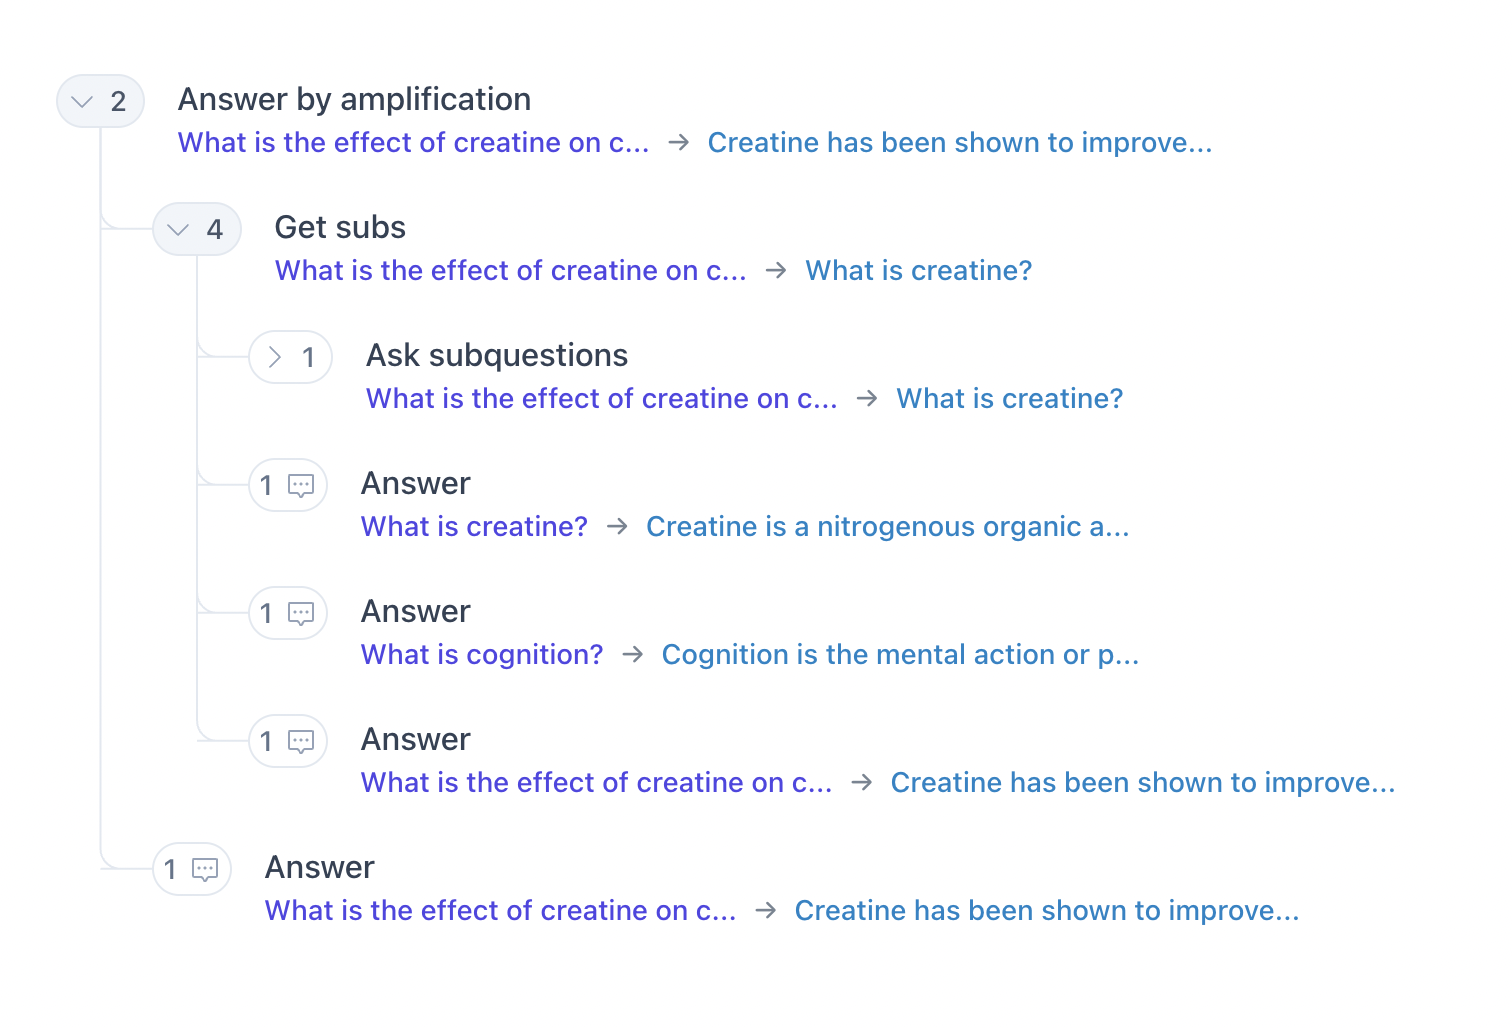 2 Answer by amplification
What is the effect of creatine on c... → Creatine has been shown to improve...
4 Get subs
What is the effect of creatine on c... → What is creatine?
1 Ask subquestions
What is the effect of creatine on c... → What is creatine?
1 Answer
What is creatine? → Creatine is a nitrogenous organic a...
1 Answer
What is cognition? → Cognition is the mental action or p...
1 Answer
What is the effect of creatine on c... → Creatine has been shown to improve...
1 Answer
What is the effect of creatine on c... → Creatine has been shown to improve...